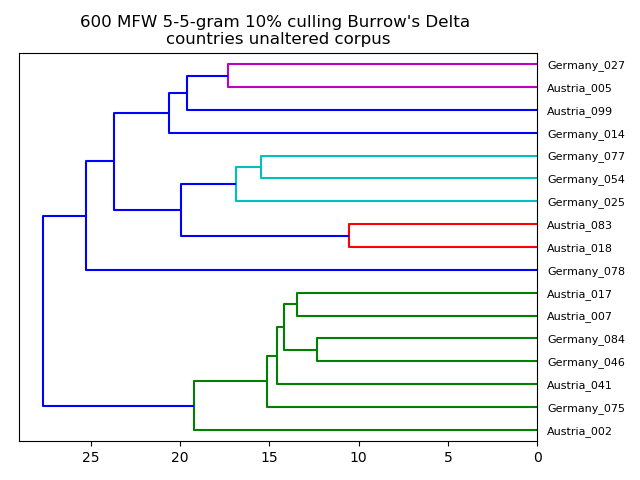 600 MFW 5-5-gram 10% culling Burrow's Delta
countries unaltered corpus
Germany_027
Austria_005
Austria_099
Germany_014
Germany_077
Germany_054
Germany_025
Austria_083
Austria_018
Germany_078
Austria_017
Austria_007
Germany_084
Germany_046
Austria_041
Germany_075
Austria_002
25 20 15 10 5 0